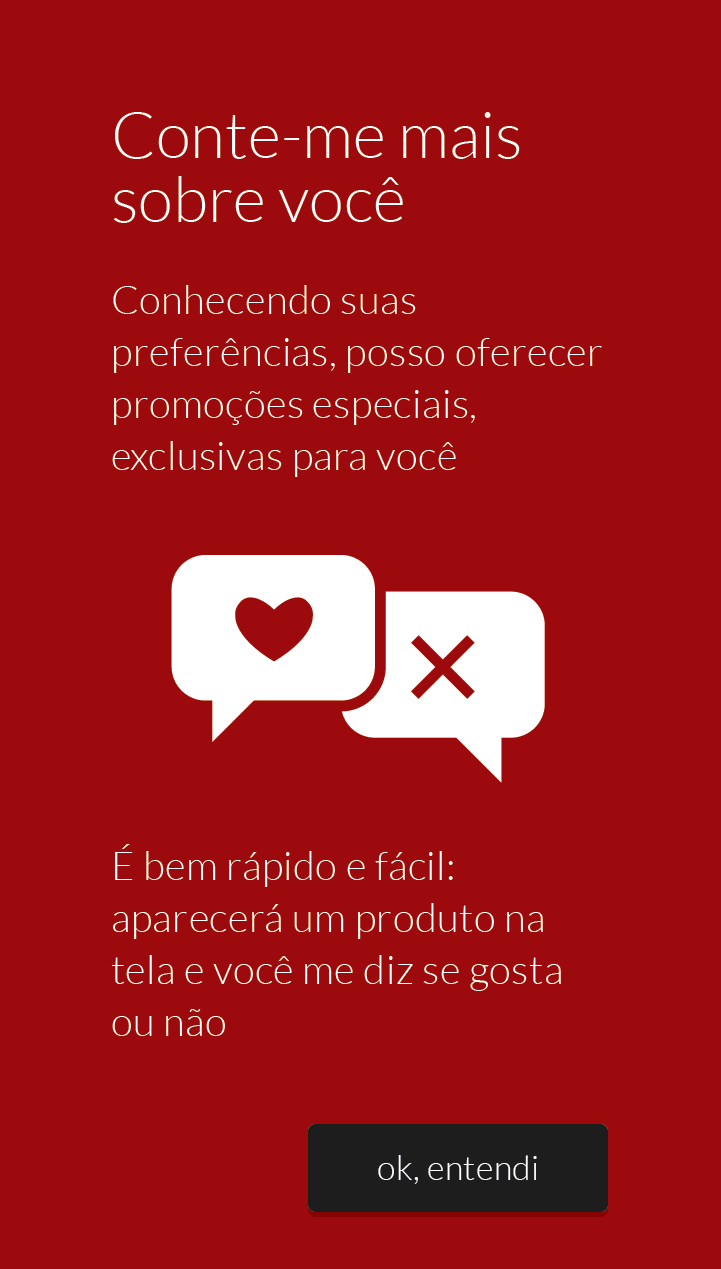 Conte-me mais
sobre você
Conhecendo suas
preferências, posso oferecer
promoções especiais,
exclusivas para você
É bem rápido e fácil:
aparecerá um produto na
tela e você me diz se gosta
ou não
ok, entendi